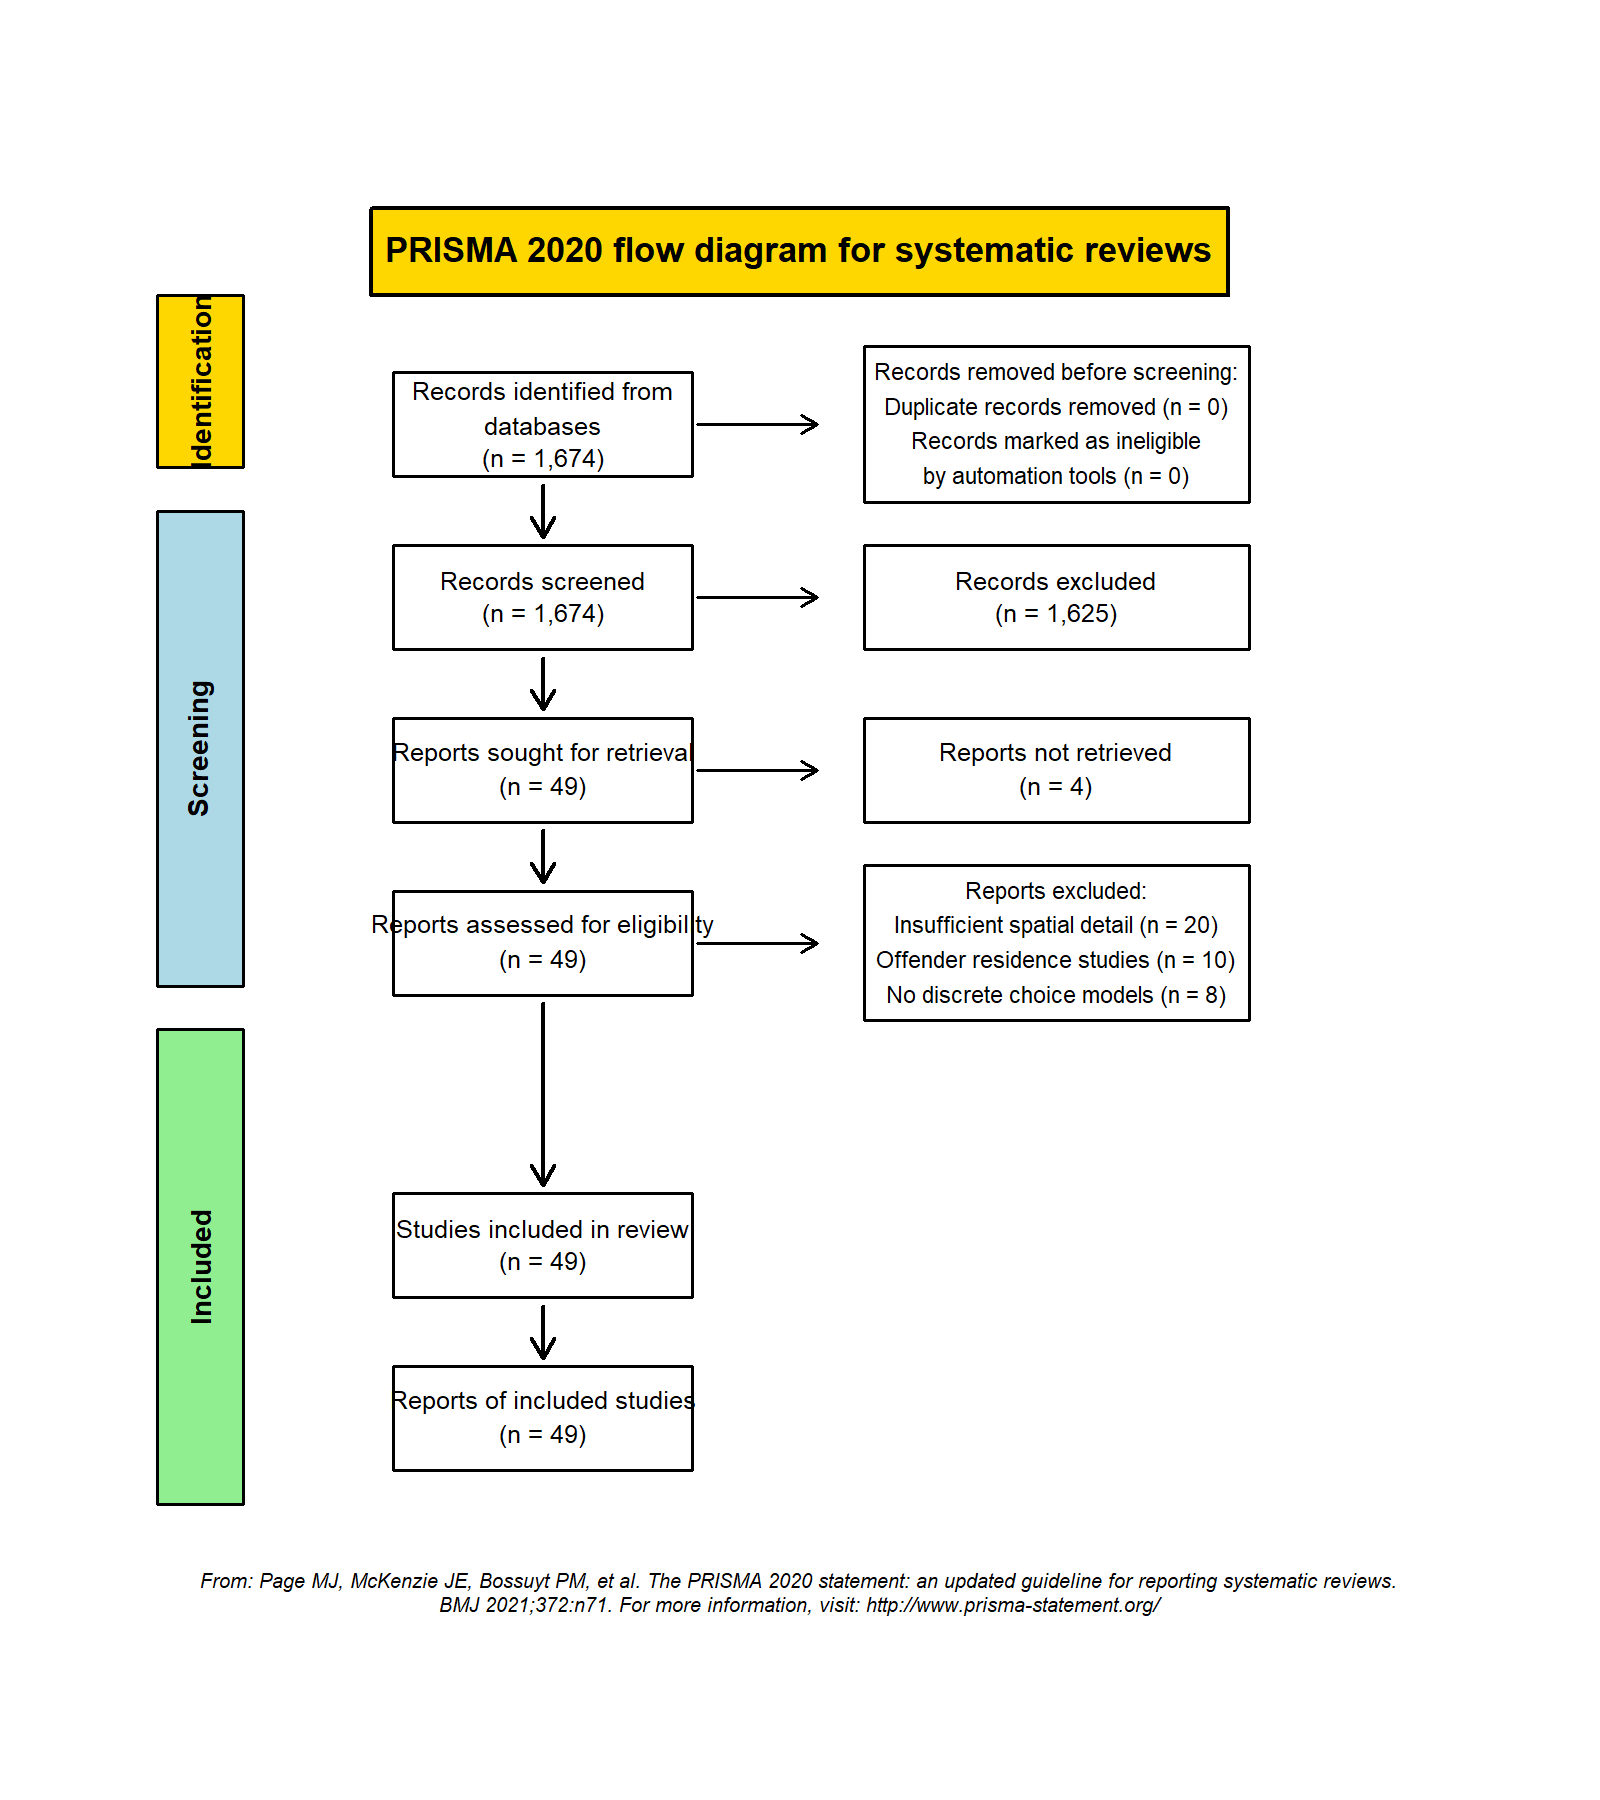 PRISMA 2020 flow diagram for systematic reviews
Identification
Records identified from
databases
(n = 1,674)
Records removed before screening:
Duplicate records removed (n = 0)
Records marked as ineligible
by automation tools (n = 0)
Screening
Records screened
(n = 1,674)
Records excluded
(n = 1,625)
Reports sought for retrieval
(n = 49)
Reports not retrieved
(n = 4)
Reports assessed for eligibility
(n = 49)
Reports excluded:
Insufficient spatial detail (n = 20)
Offender residence studies (n = 10)
No discrete choice models (n = 8)
Included
Studies included in review
(n = 49)
Reports of included studies
(n = 49)
From: Page MJ, McKenzie JE, Bossuyt PM, et al. The PRISMA 2020 statement: an updated guideline for reporting systematic reviews.
BMJ 2021;372:n71. For more information, visit: http://www.prisma-statement.org/